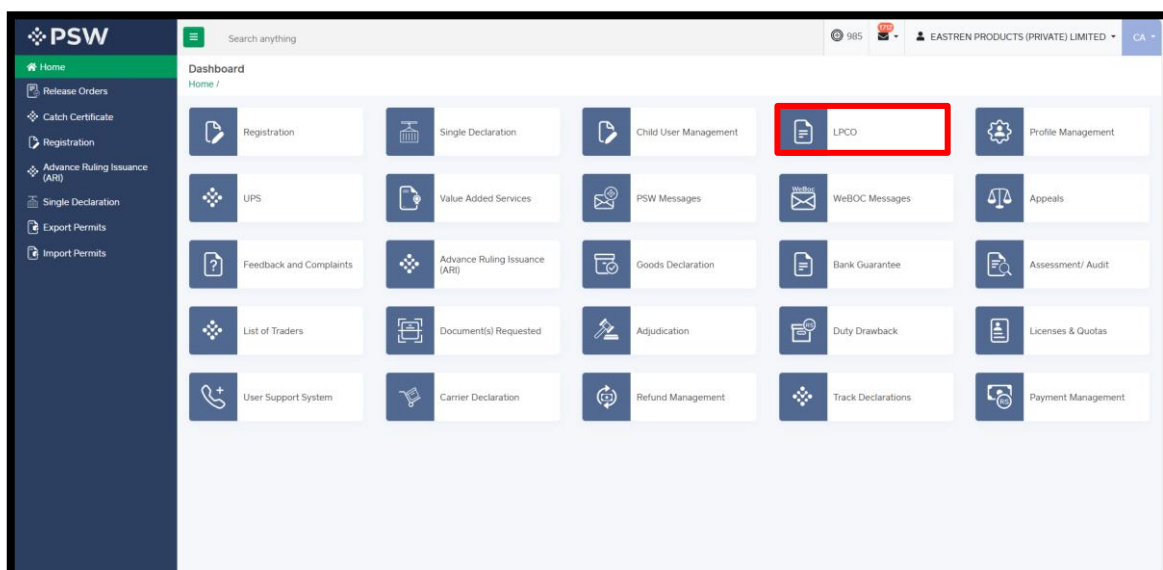 PSW
Search anything
985
1717
EASTREN PRODUCTS (PRIVATE) LIMITED
CA
Home
Release Orders
Catch Certificate
Registration
Advance Ruling Issuance
(ARI)
Single Declaration
Export Permits
Import Permits
Dashboard
Home /
Registration
Single Declaration
Child User Management
LPCO
Profile Management
UPS
Value Added Services
PSW Messages
WeBOC
WeBOC Messages
Appeals
Feedback and Complaints
Advance Ruling Issuance
(ARI)
Goods Declaration
Bank Guarantee
Assessment/ Audit
List of Traders
Document(s) Requested
Adjudication
RS
Duty Drawback
Licenses & Quotas
User Support System
Carrier Declaration
Refund Management
Track Declarations
RS
Payment Management